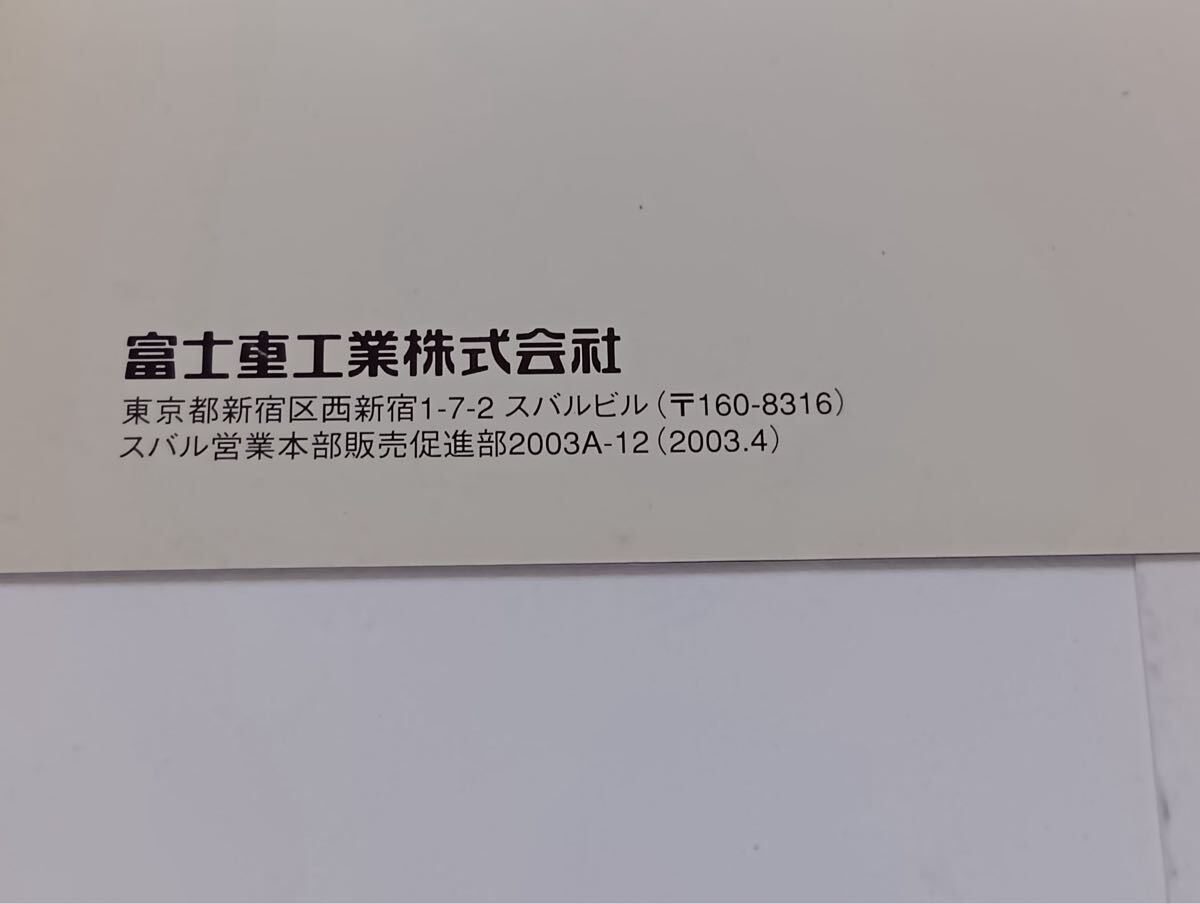 富士重工業株式会社
東京都新宿区西新宿1-7-2 スバルビル（〒160-8316）
スバル営業本部販売促進部2003A-12（2003.4）